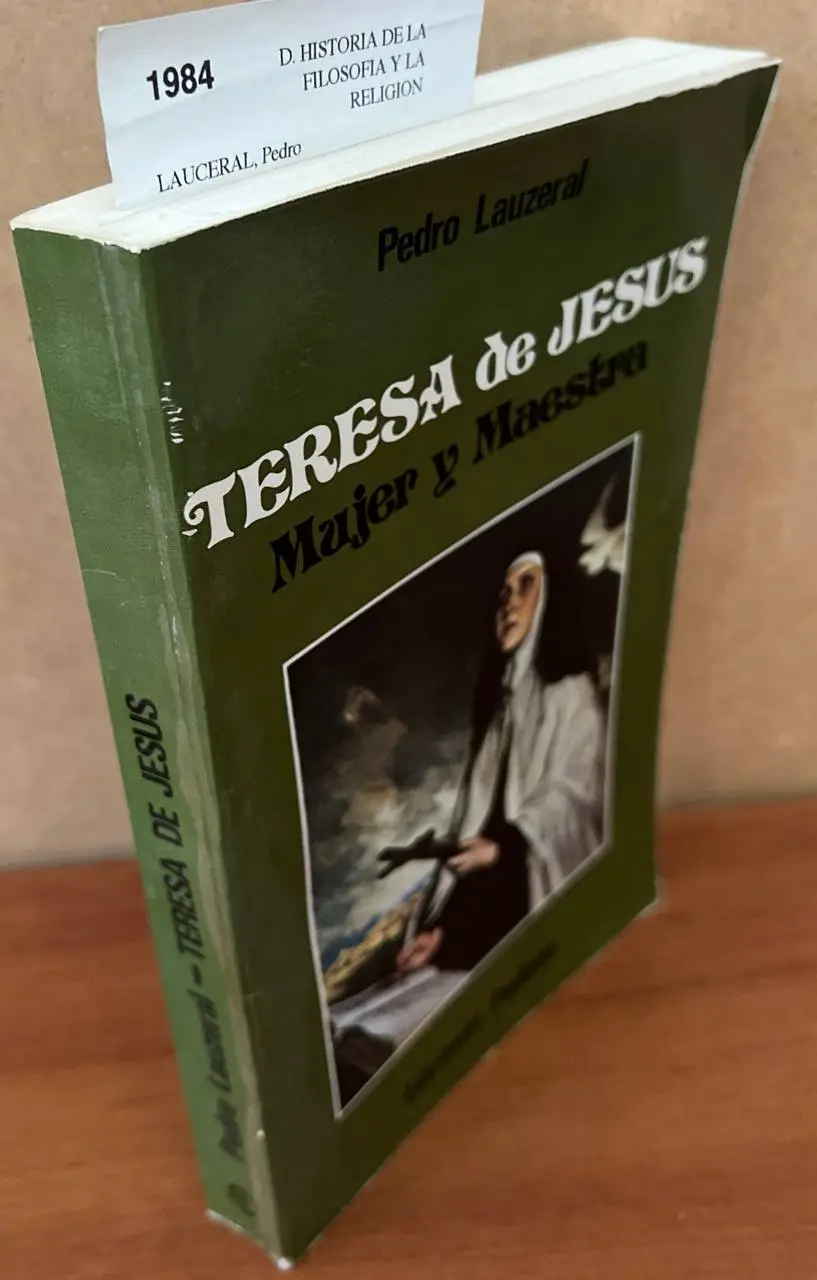 1984
D. HISTORIA DE LA
FILOSOFIA Y LA
RELIGION
LAUCERAL, Pedro
Pedro Lauzeral
TERESA de JESUS
Mujer y Maestra
Pedro Lauzeral - TERESA DE JESUS